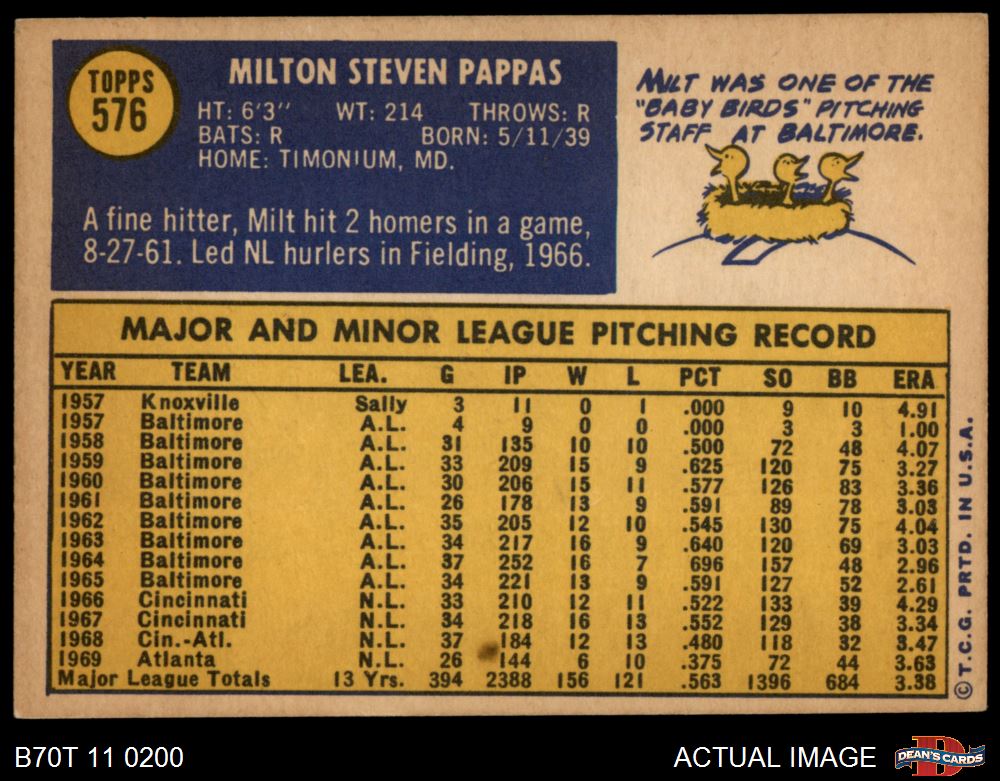 TOPPS
576
MILTON STEVEN PAPPAS
HT: 6'3" WT: 214 THROWS: R
BATS: R BORN: 5/11/39
HOME: TIMONIUM, MD.
A fine hitter, Milt hit 2 homers in a game,
8-27-61. Led NL hurlers in Fielding, 1966.
MILT WAS ONE OF THE
"BABY BIRDS" PITCHING
STAFF AT BALTIMORE.
MAJOR AND MINOR LEAGUE PITCHING RECORD
YEAR TEAM LEA. G IP W L PCT SO BB ERA
1957 Knoxville Sally 3 11 0 1 .000 9 10 4.91
1957 Baltimore A.L. 4 9 0 0 .000 3 3 1.00
1958 Baltimore A.L. 31 135 10 10 .500 72 48 4.07
1959 Baltimore A.L. 33 209 15 9 .625 120 75 3.27
1960 Baltimore A.L. 30 206 15 11 .577 126 83 3.36
1961 Baltimore A.L. 26 178 13 9 .591 89 78 3.03
1962 Baltimore A.L. 35 205 12 10 .545 130 75 4.04
1963 Baltimore A.L. 34 217 16 9 .640 120 69 3.03
1964 Baltimore A.L. 37 252 16 7 696 157 48 2.96
1965 Baltimore A.L. 34 221 13 9 .591 127 52 2.61
1966 Cincinnati N.L. 33 210 12 11 .522 133 39 4.29
1967 Cincinnati N.L. 34 218 16 13 .552 129 38 3.34
1968 Cin.-Atl. N.L. 37 184 12 13 .480 118 32 3.47
1969 Atlanta N.L. 26 144 6 10 .375 72 44 3.63
Major League Totals 13 Yrs. 394 2388 156 121 .563 1396 684 3.38
© T.C.G. PRTD. IN U.S.A.
B70T 11 0200
ACTUAL IMAGE
DEAN'S CARDS